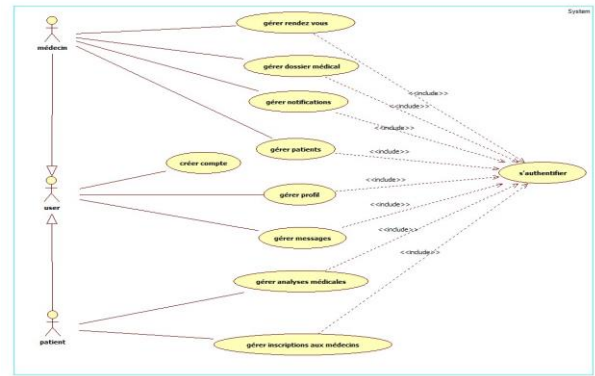 System
gérer rendez vous
médecin
gérer dossier médical
<<include>>
gérer notifications
<<include>>
gérer patients
<<include>>
créer compte
s'authentifier
<<include>>
gérer profil
user
<<include>>
gérer messages
<<include>>
<<include>>
gérer analyses médicales
patient
gérer inscriptions aux médecins